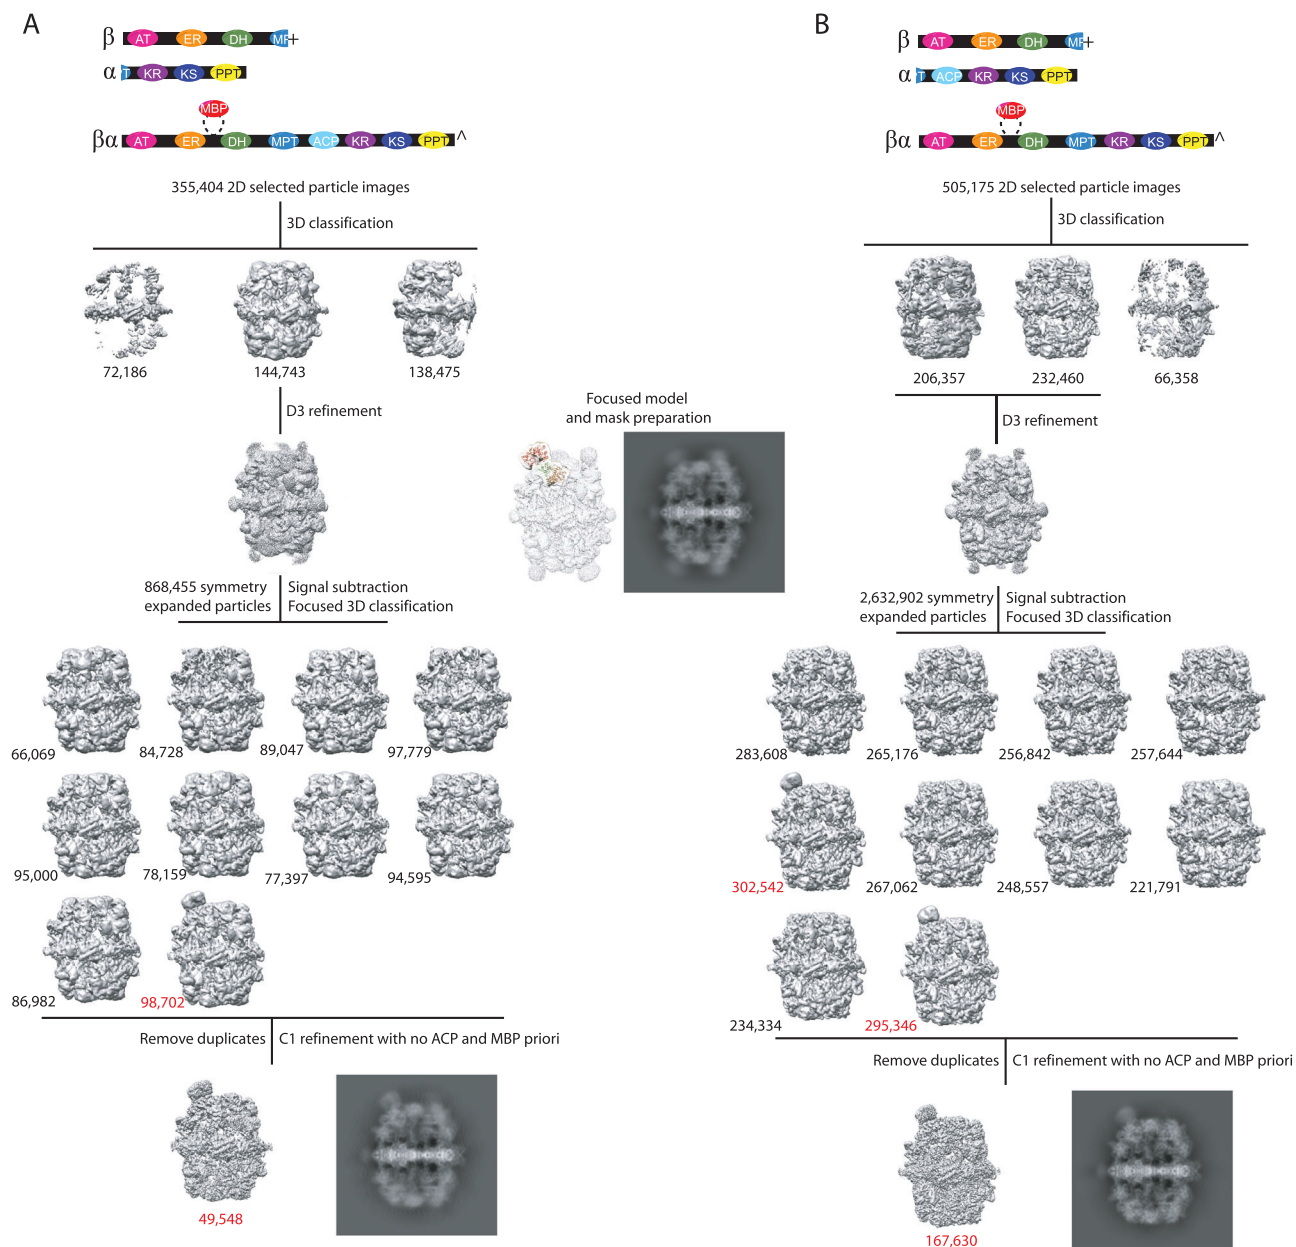 A
β AT ER DH MP+
α T KR KS PPT
MBP
βα AT ER DH MPT ACP KR KS PPT ^
355,404 2D selected particle images
3D classification
72,186 144,743 138,475
D3 refinement
868,455 symmetry expanded particles
Signal subtraction
Focused 3D classification
66,069 84,728 89,047 97,779
95,000 78,159 77,397 94,595
86,982 98,702
Remove duplicates
C1 refinement with no ACP and MBP priori
49,548
Focused model
and mask preparation
B
β AT ER DH MP+
α T ACP KR KS PPT
MBP
βα AT ER DH MPT KR KS PPT ^
505,175 2D selected particle images
3D classification
206,357 232,460 66,358
D3 refinement
2,632,902 symmetry
expanded particles
Signal subtraction
Focused 3D classification
283,608 265,176 256,842 257,644
302,542 267,062 248,557 221,791
234,334 295,346
Remove duplicates
C1 refinement with no ACP and MBP priori
167,630